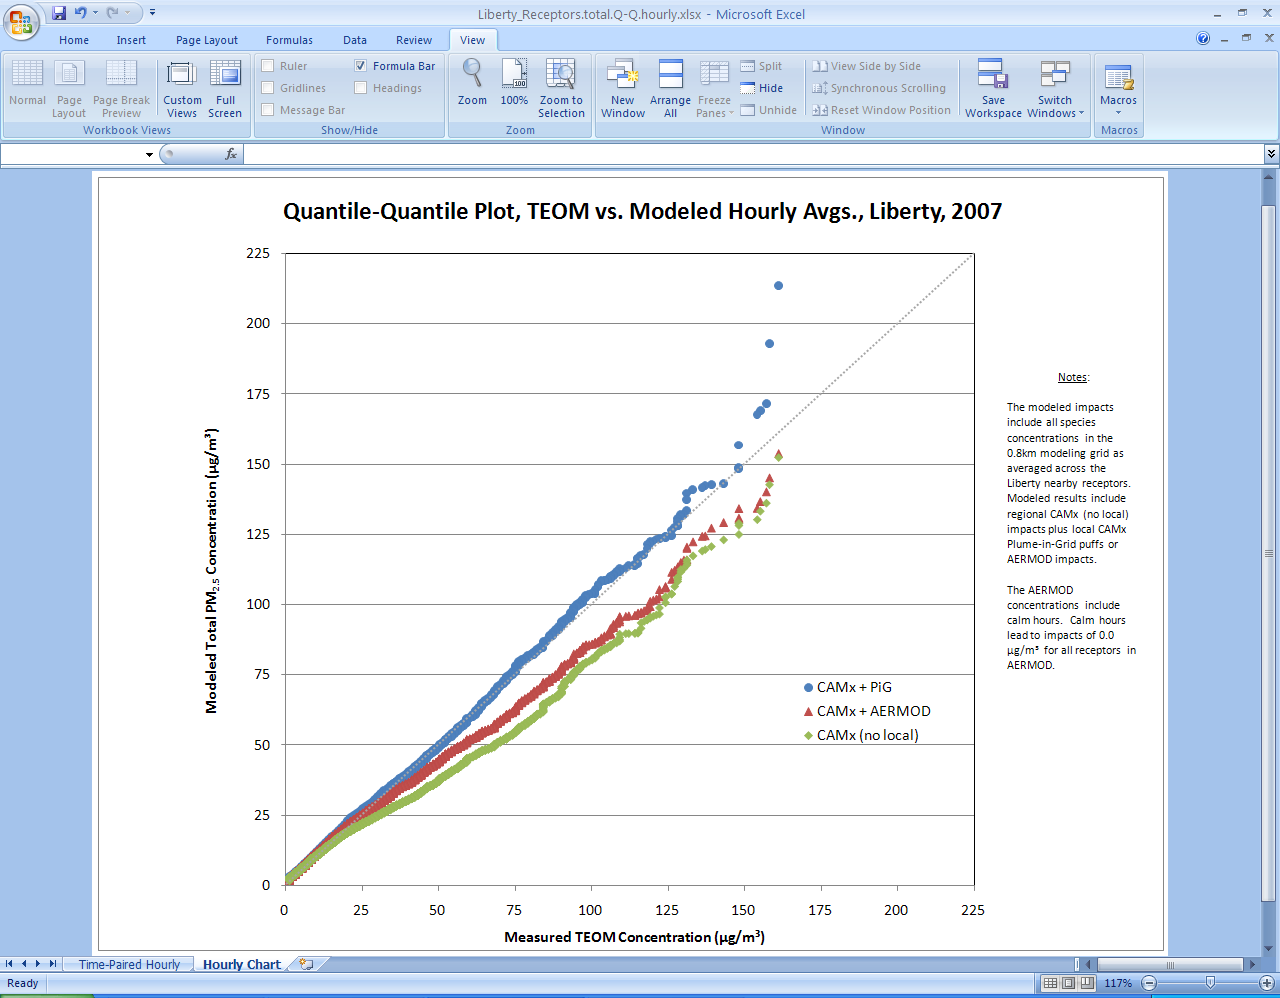 Liberty_Receptors.total.Q-Q.hourly.xlsx - Microsoft Excel
Home Insert Page Layout Formulas Data Review View
Normal
Page Layout
Page Break Preview
Custom Views
Full Screen
Workbook Views
Ruler
Gridlines
Message Bar
Formula Bar
Headings
Show/Hide
Zoom
100
100%
Zoom to Selection
Zoom
New Window
Arrange All
Freeze Panes
Split
Hide
Unhide
View Side by Side
Synchronous Scrolling
Reset Window Position
Window
Save Workspace
Switch Windows
Macros
Macros
fx
Quantile-Quantile Plot, TEOM vs. Modeled Hourly Avgs., Liberty, 2007
Modeled Total PM2.5 Concentration (µg/m³)
225
200
175
150
125
100
75
50
25
0
0 25 50 75 100 125 150 175 200 225
Measured TEOM Concentration (µg/m³)
CAMx + PiG
CAMx + AERMOD
CAMx (no local)
Notes:
The modeled impacts
include all species
concentrations in the
0.8km modeling grid as
averaged across the
Liberty nearby receptors.
Modeled results include
regional CAMx (no local)
impacts plus local CAMx
Plume-in-Grid puffs or
AERMOD impacts.
The AERMOD
concentrations include
calm hours. Calm hours
lead to impacts of 0.0
µg/m³ for all receptors in
AERMOD.
Time-Paired Hourly Hourly Chart
Ready
117%